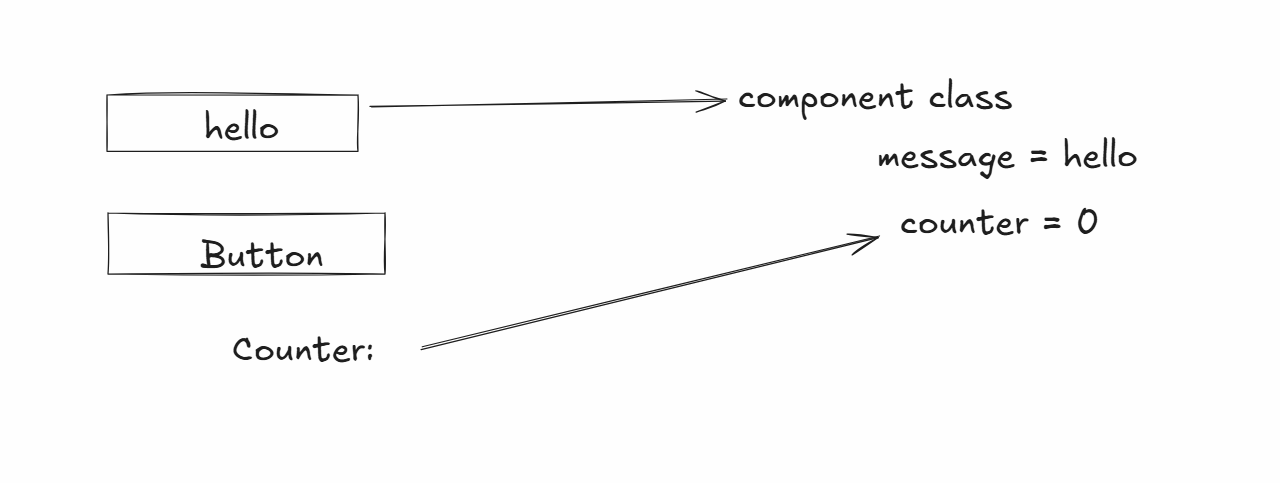 hello
component class
message = hello
Button
counter = 0
Counter: